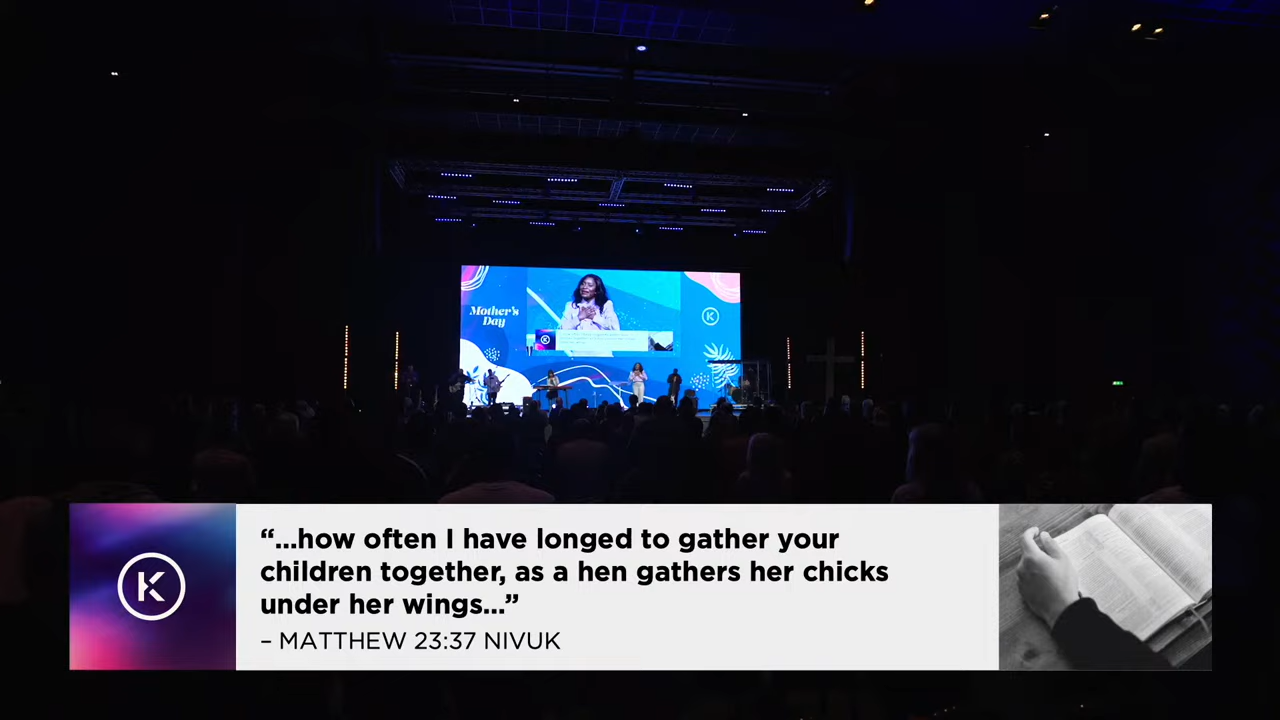 Mother's
Day
K
K
“...how often I have longed to gather your
children together, as a hen gathers her chicks
under her wings...”
– MATTHEW 23:37 NIVUK